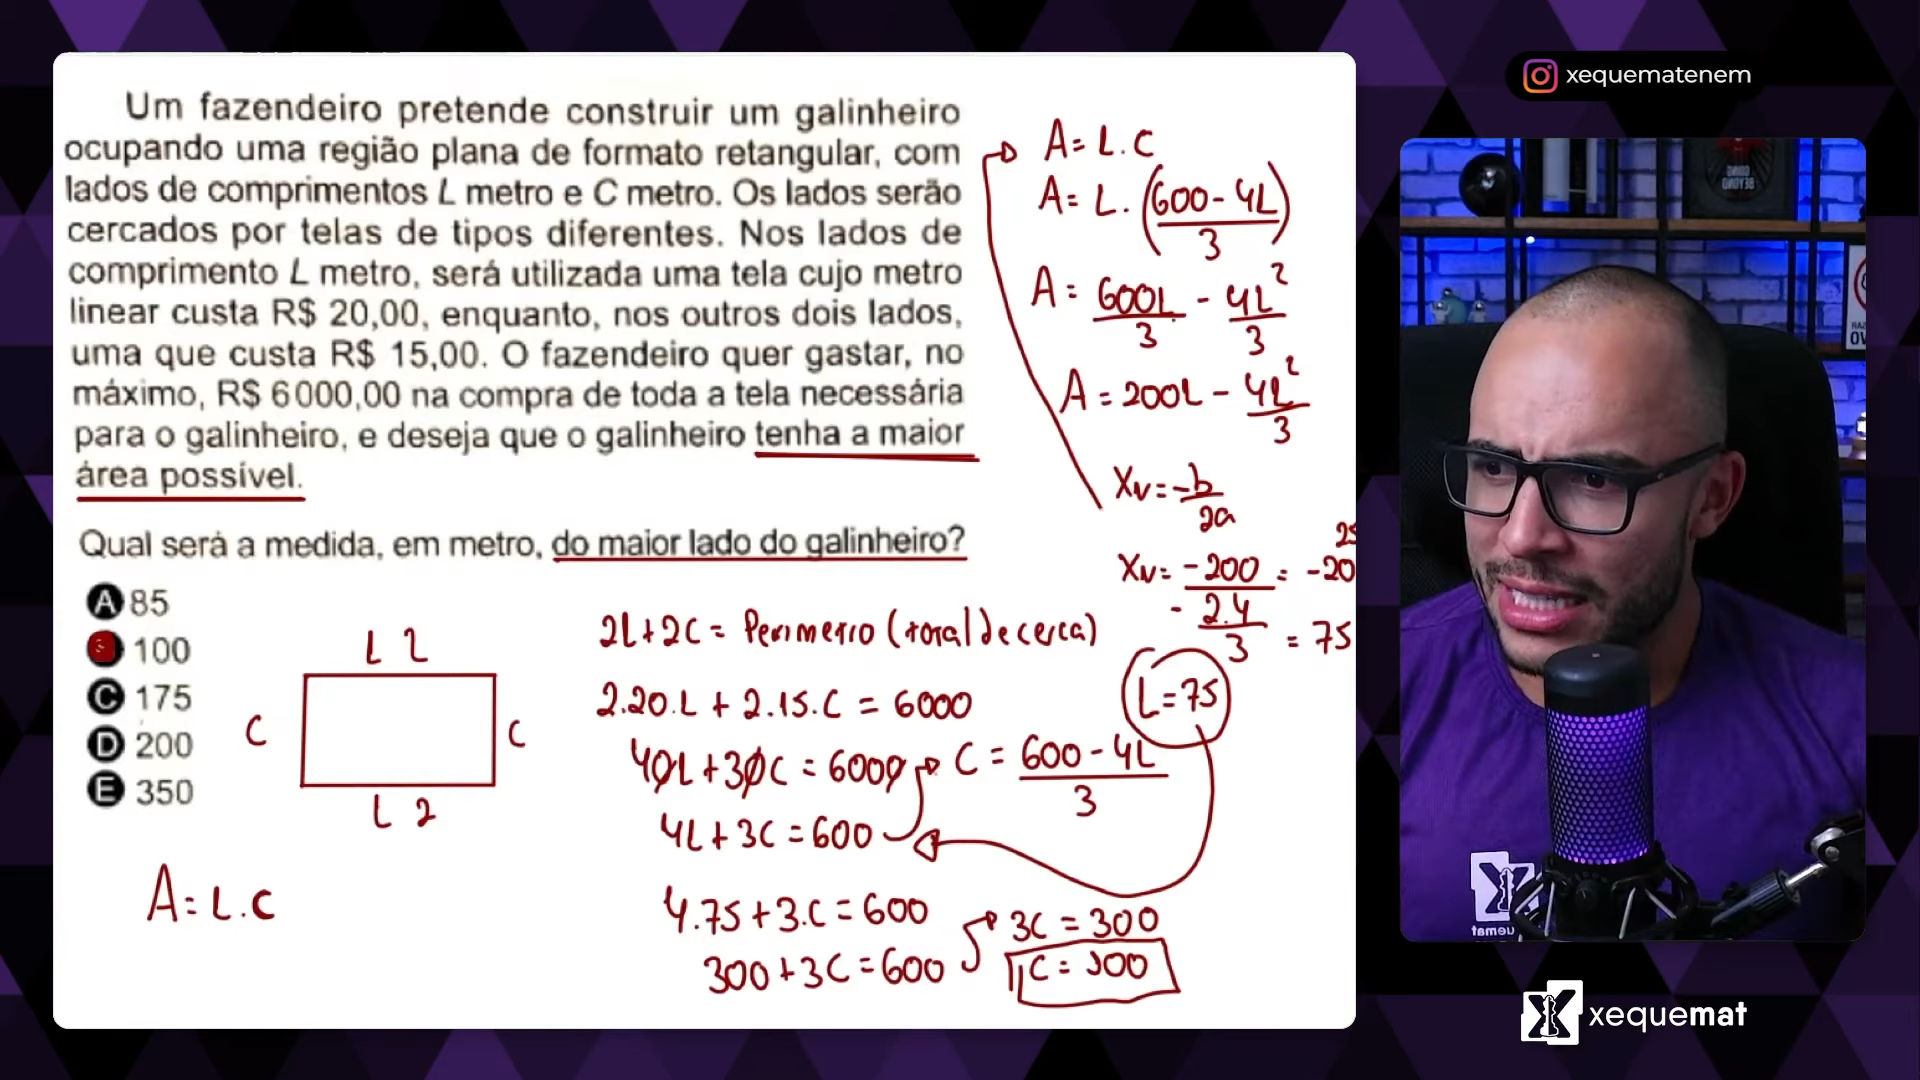 Um fazendeiro pretende construir um galinheiro
ocupando uma região plana de formato retangular, com
lados de comprimentos L metro e C metro. Os lados serão
cercados por telas de tipos diferentes. Nos lados de
comprimento L metro, será utilizada uma tela cujo metro
linear custa R$ 20,00, enquanto, nos outros dois lados,
uma que custa R$ 15,00. O fazendeiro quer gastar, no
máximo, R$ 6000,00 na compra de toda a tela necessária
para o galinheiro, e deseja que o galinheiro tenha a maior
área possível.
Qual será a medida, em metro, do maior lado do galinheiro?
A 85
100
C 175
D 200
E 350
L 2
C
C
L 2
A = L.C
2L+2C = Perimetro (total de cerca)
2.20.L + 2.15.C = 6000
40L+30C = 6000
4L+3C = 600
C = 600-4L
3
4.75+3.C = 600
300+3C = 600
3C = 300
C = 100
A = L.C
A = L.(600-4L)
3
A = 600L - 4L²
3 3
A = 200L - 4L²
3
Xv = -b
2a
Xv = -200 = -20
- 2.4
3 = 75
25
L=75
xequematenem
xequemat